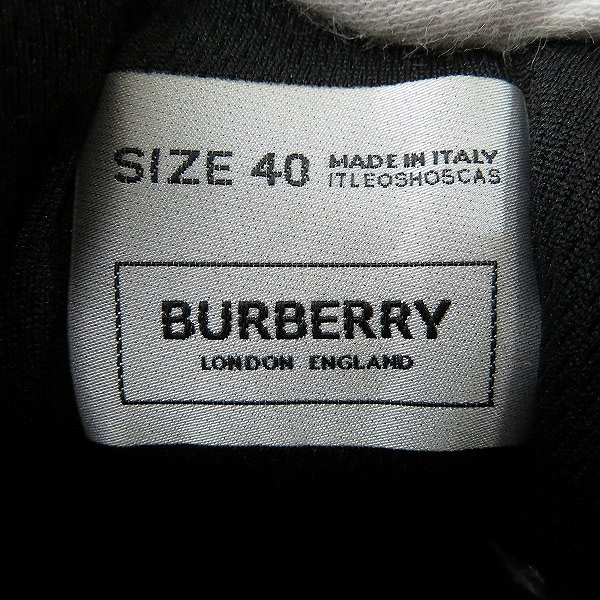 SIZE 40 MADE IN ITALY
ITLEOSHO5CAS
BURBERRY
LONDON ENGLAND